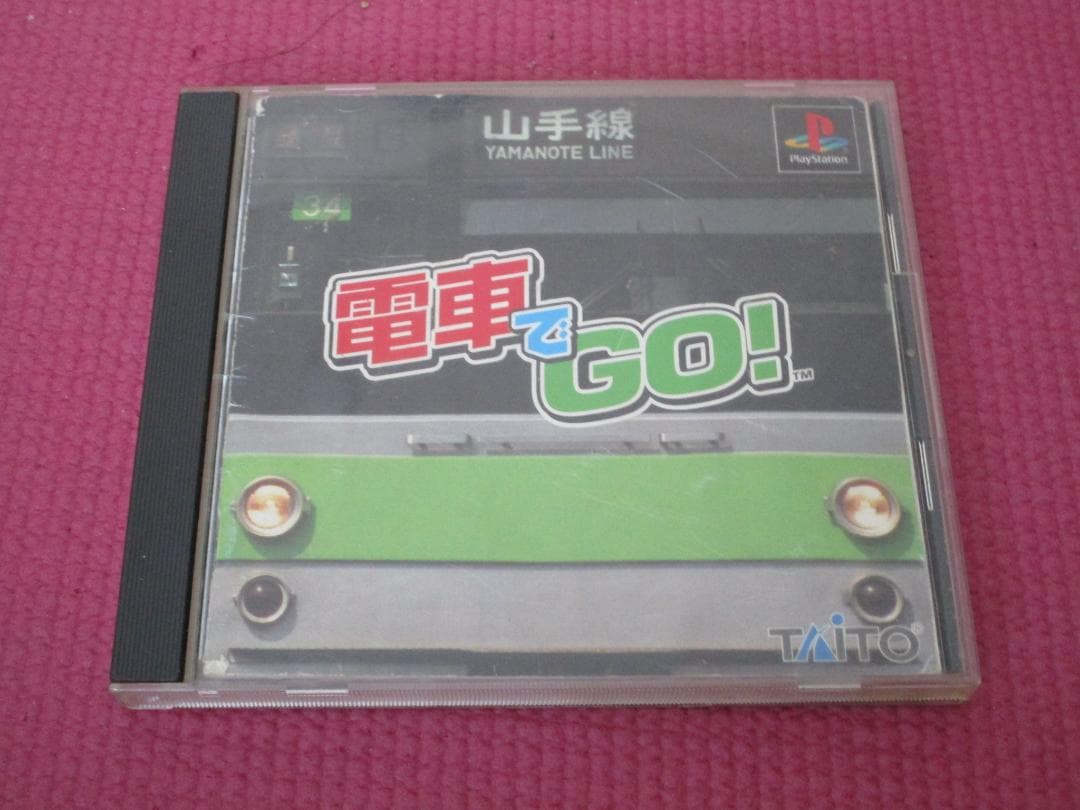 山手線
YAMANOTE LINE
PlayStation
34
電車でGO!™
TAITO®